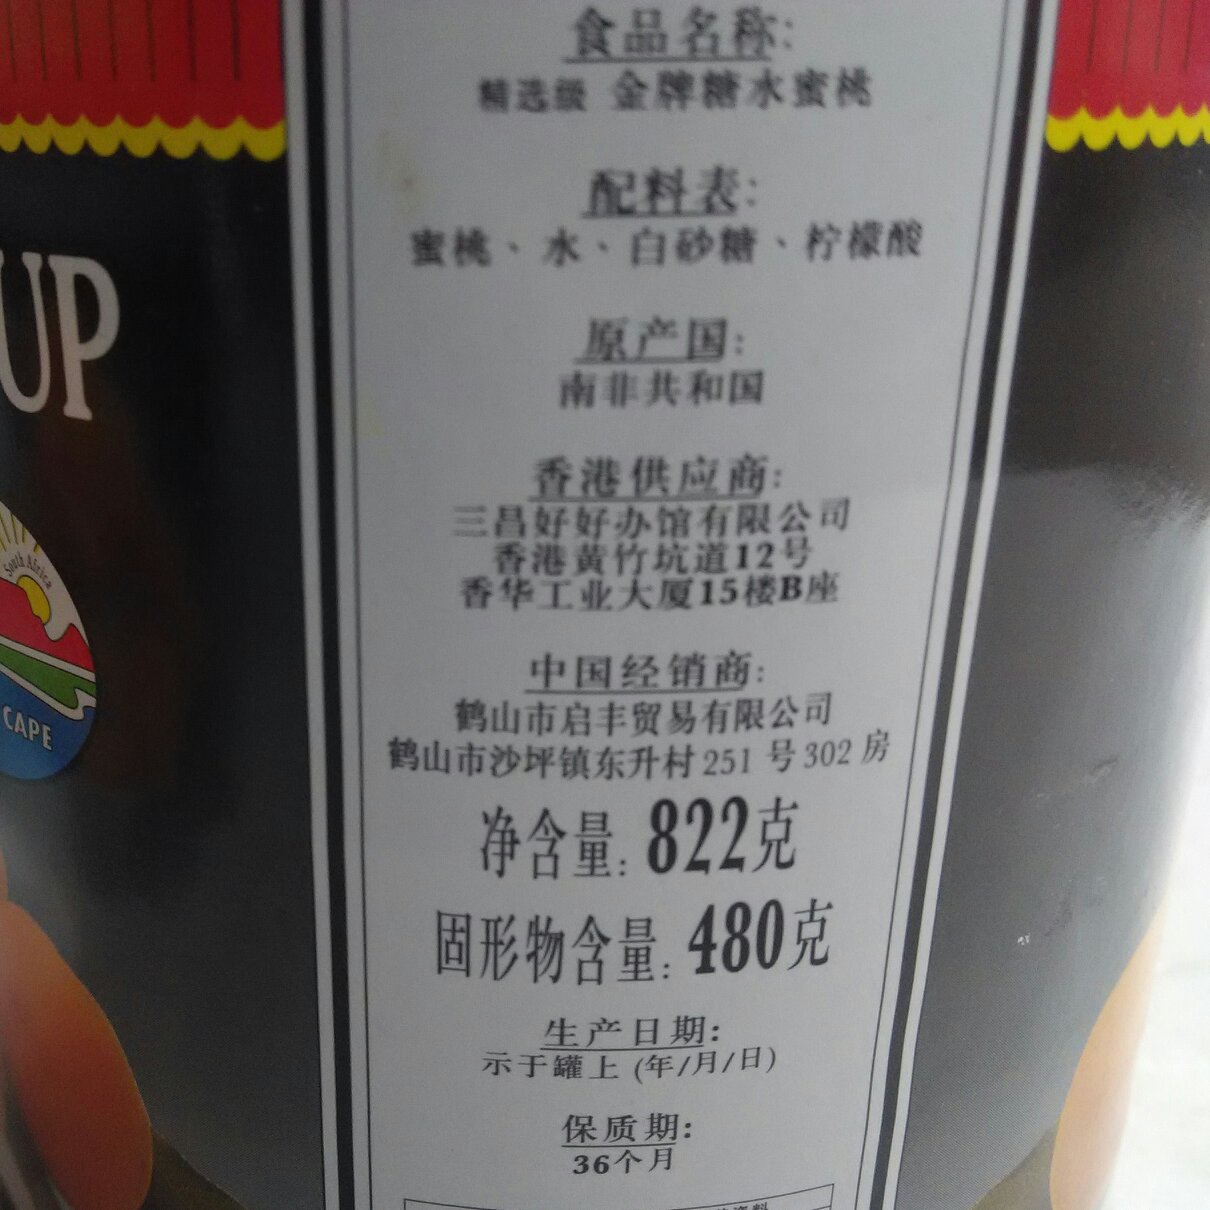 食品名称:
精选级 金牌糖水蜜桃
配料表:
蜜桃、水、白砂糖、柠檬酸
原产国:
南非共和国
香港供应商:
三昌好好办馆有限公司
香港黄竹坑道12号
香华工业大厦15楼B座
中国经销商:
鹤山市启丰贸易有限公司
鹤山市沙坪镇东升村251号302房
净含量: 822克
固形物含量: 480克
生产日期:
示于罐上 (年/月/日)
保质期:
36个月
UP
South Africa
CAPE